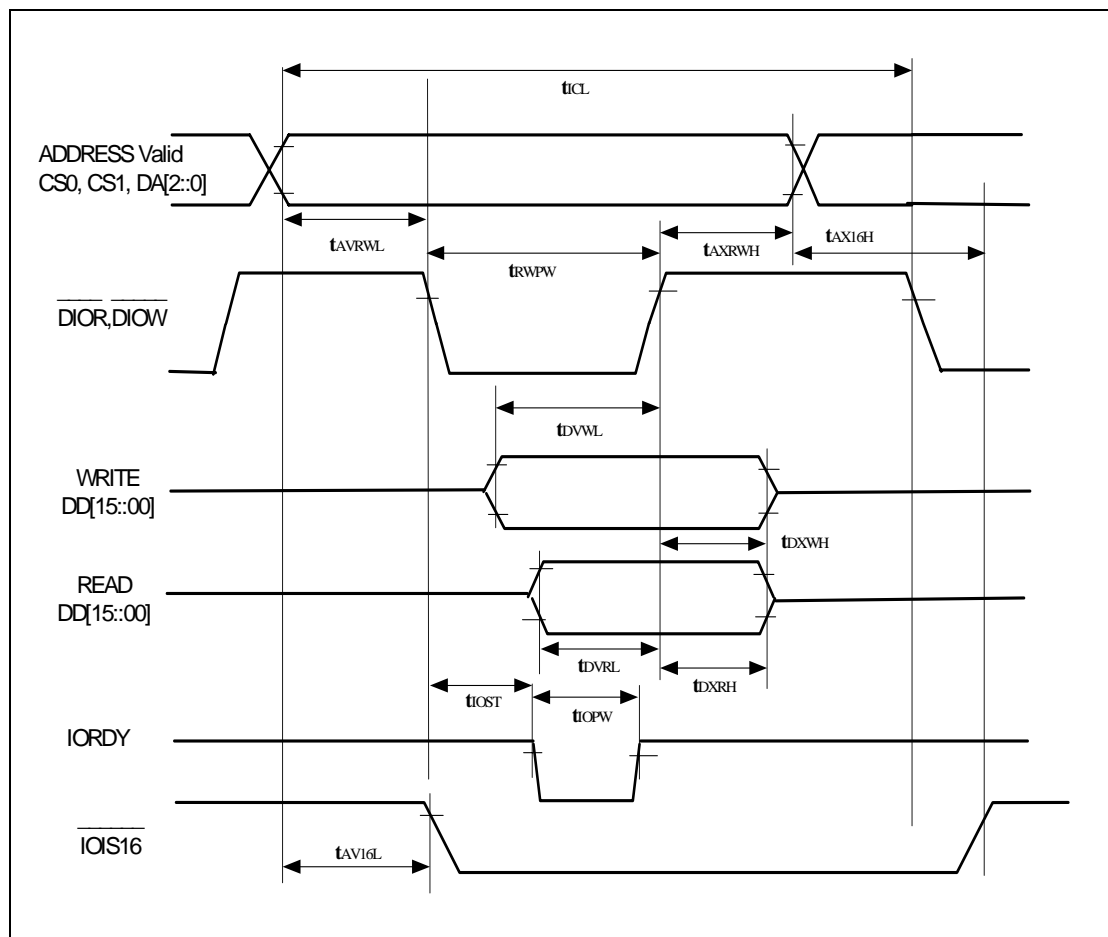 tICL
ADDRESS Valid
CS0, CS1, DA[2::0]
tAVRWL
tRWPW
tAXRWH
tAX16H
DIOR,DIOW
tDVWL
WRITE
DD[15::00]
tDXWH
READ
DD[15::00]
tDVRL
tDXRH
tIOST
tIOPW
IORDY
IOIS16
tAV16L